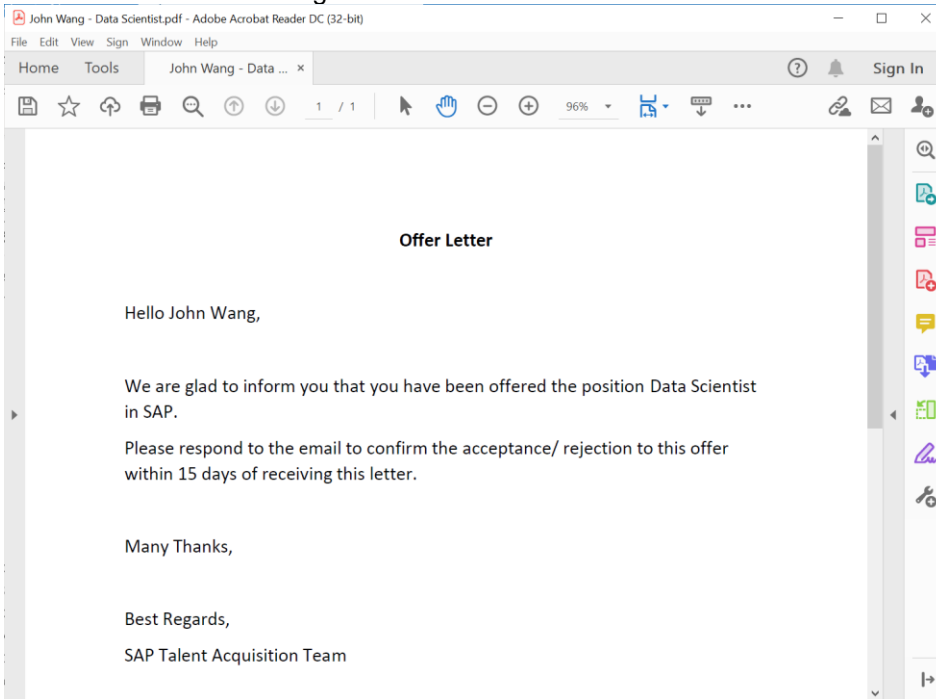 John Wang - Data Scientist.pdf - Adobe Acrobat Reader DC (32-bit)
File Edit View Sign Window Help
Home Tools John Wang - Data ... × Sign In
1 / 1 96%
Offer Letter
Hello John Wang,
We are glad to inform you that you have been offered the position Data Scientist
in SAP.
Please respond to the email to confirm the acceptance/ rejection to this offer
within 15 days of receiving this letter.
Many Thanks,
Best Regards,
SAP Talent Acquisition Team